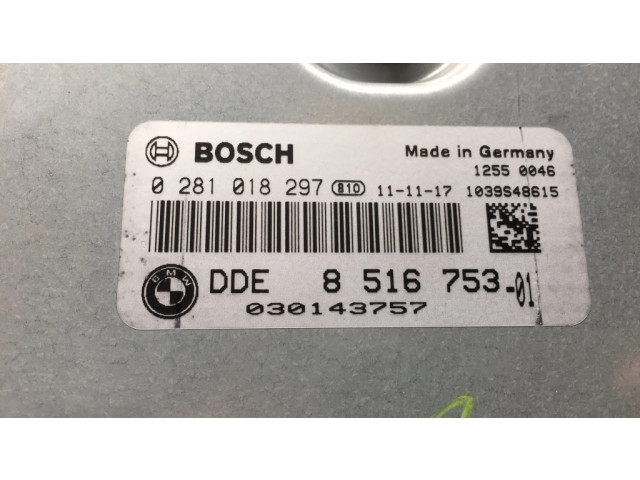 BOSCH Made in Germany
1255 0046
0 281 018 297 810 11-11-17 1039S48615
BMW DDE 8 516 753-01
030143757